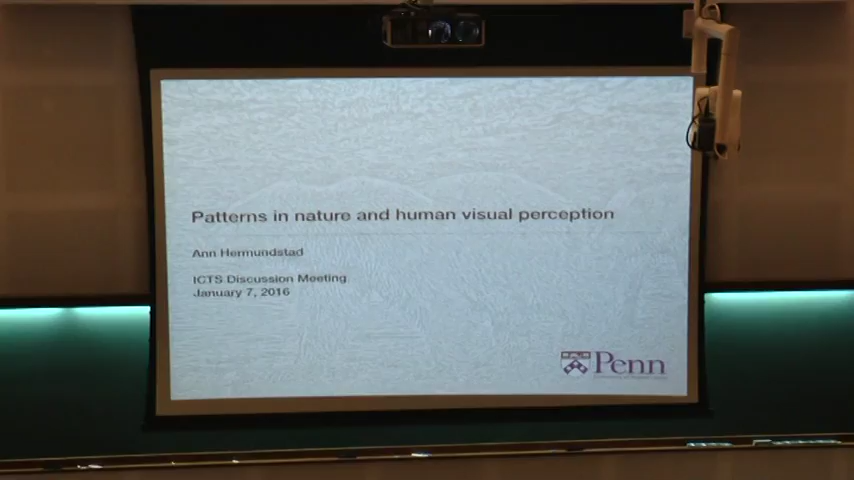 Patterns in nature and human visual perception
Ann Hermundstad
ICTS Discussion Meeting
January 7, 2016
Penn